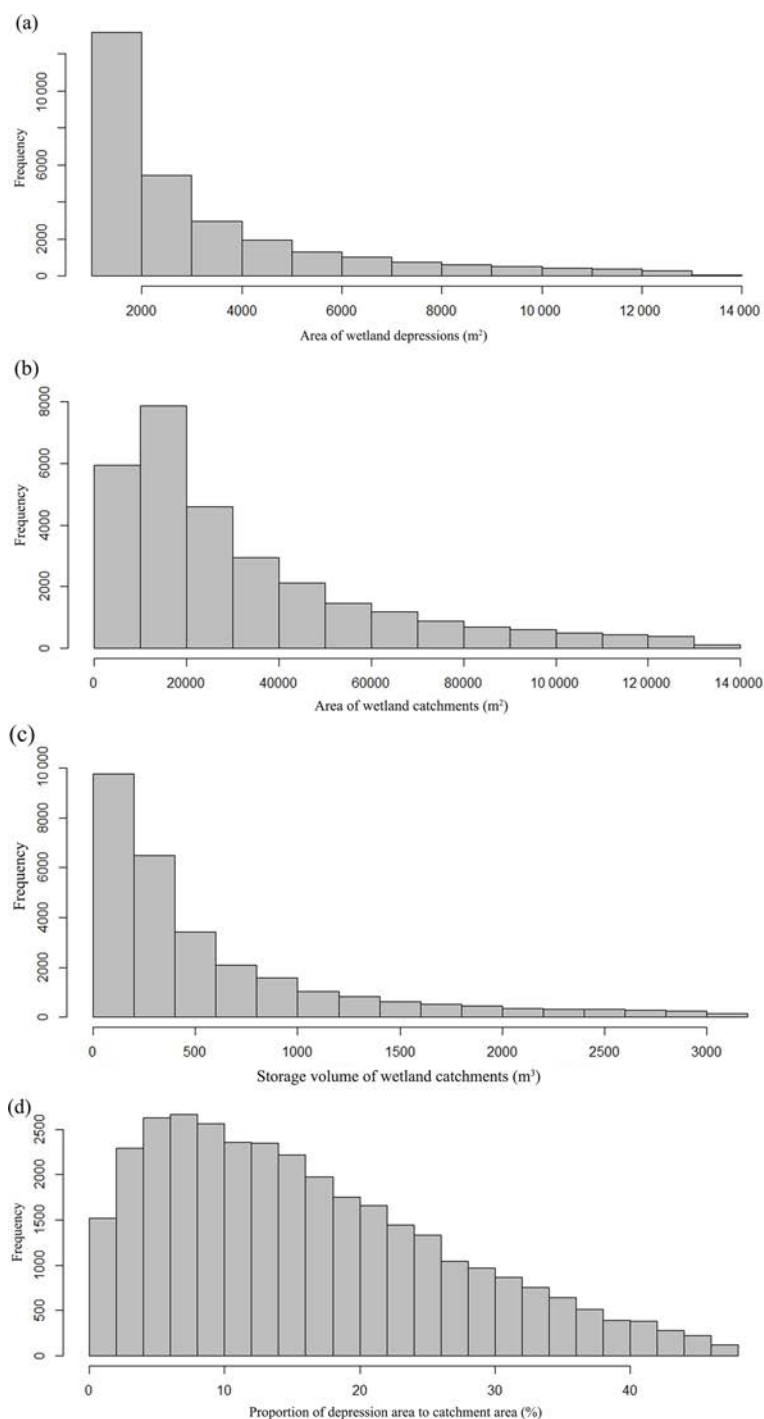 (a)
Frequency
0 2000 6000 10 000
2000 4000 6000 8000 10 000 12 000 14 000
Area of wetland depressions (m²)
(b)
Frequency
0 2000 4000 6000 8000
0 20000 40000 60000 80000 10 0000 12 0000 14 0000
Area of wetland catchments (m²)
(c)
Frequency
0 2000 4000 6000 8000 10 000
0 500 1000 1500 2000 2500 3000
Storage volume of wetland catchments (m³)
(d)
Frequency
0 500 1000 1500 2000 2500
0 10 20 30 40
Proportion of depression area to catchment area (%)